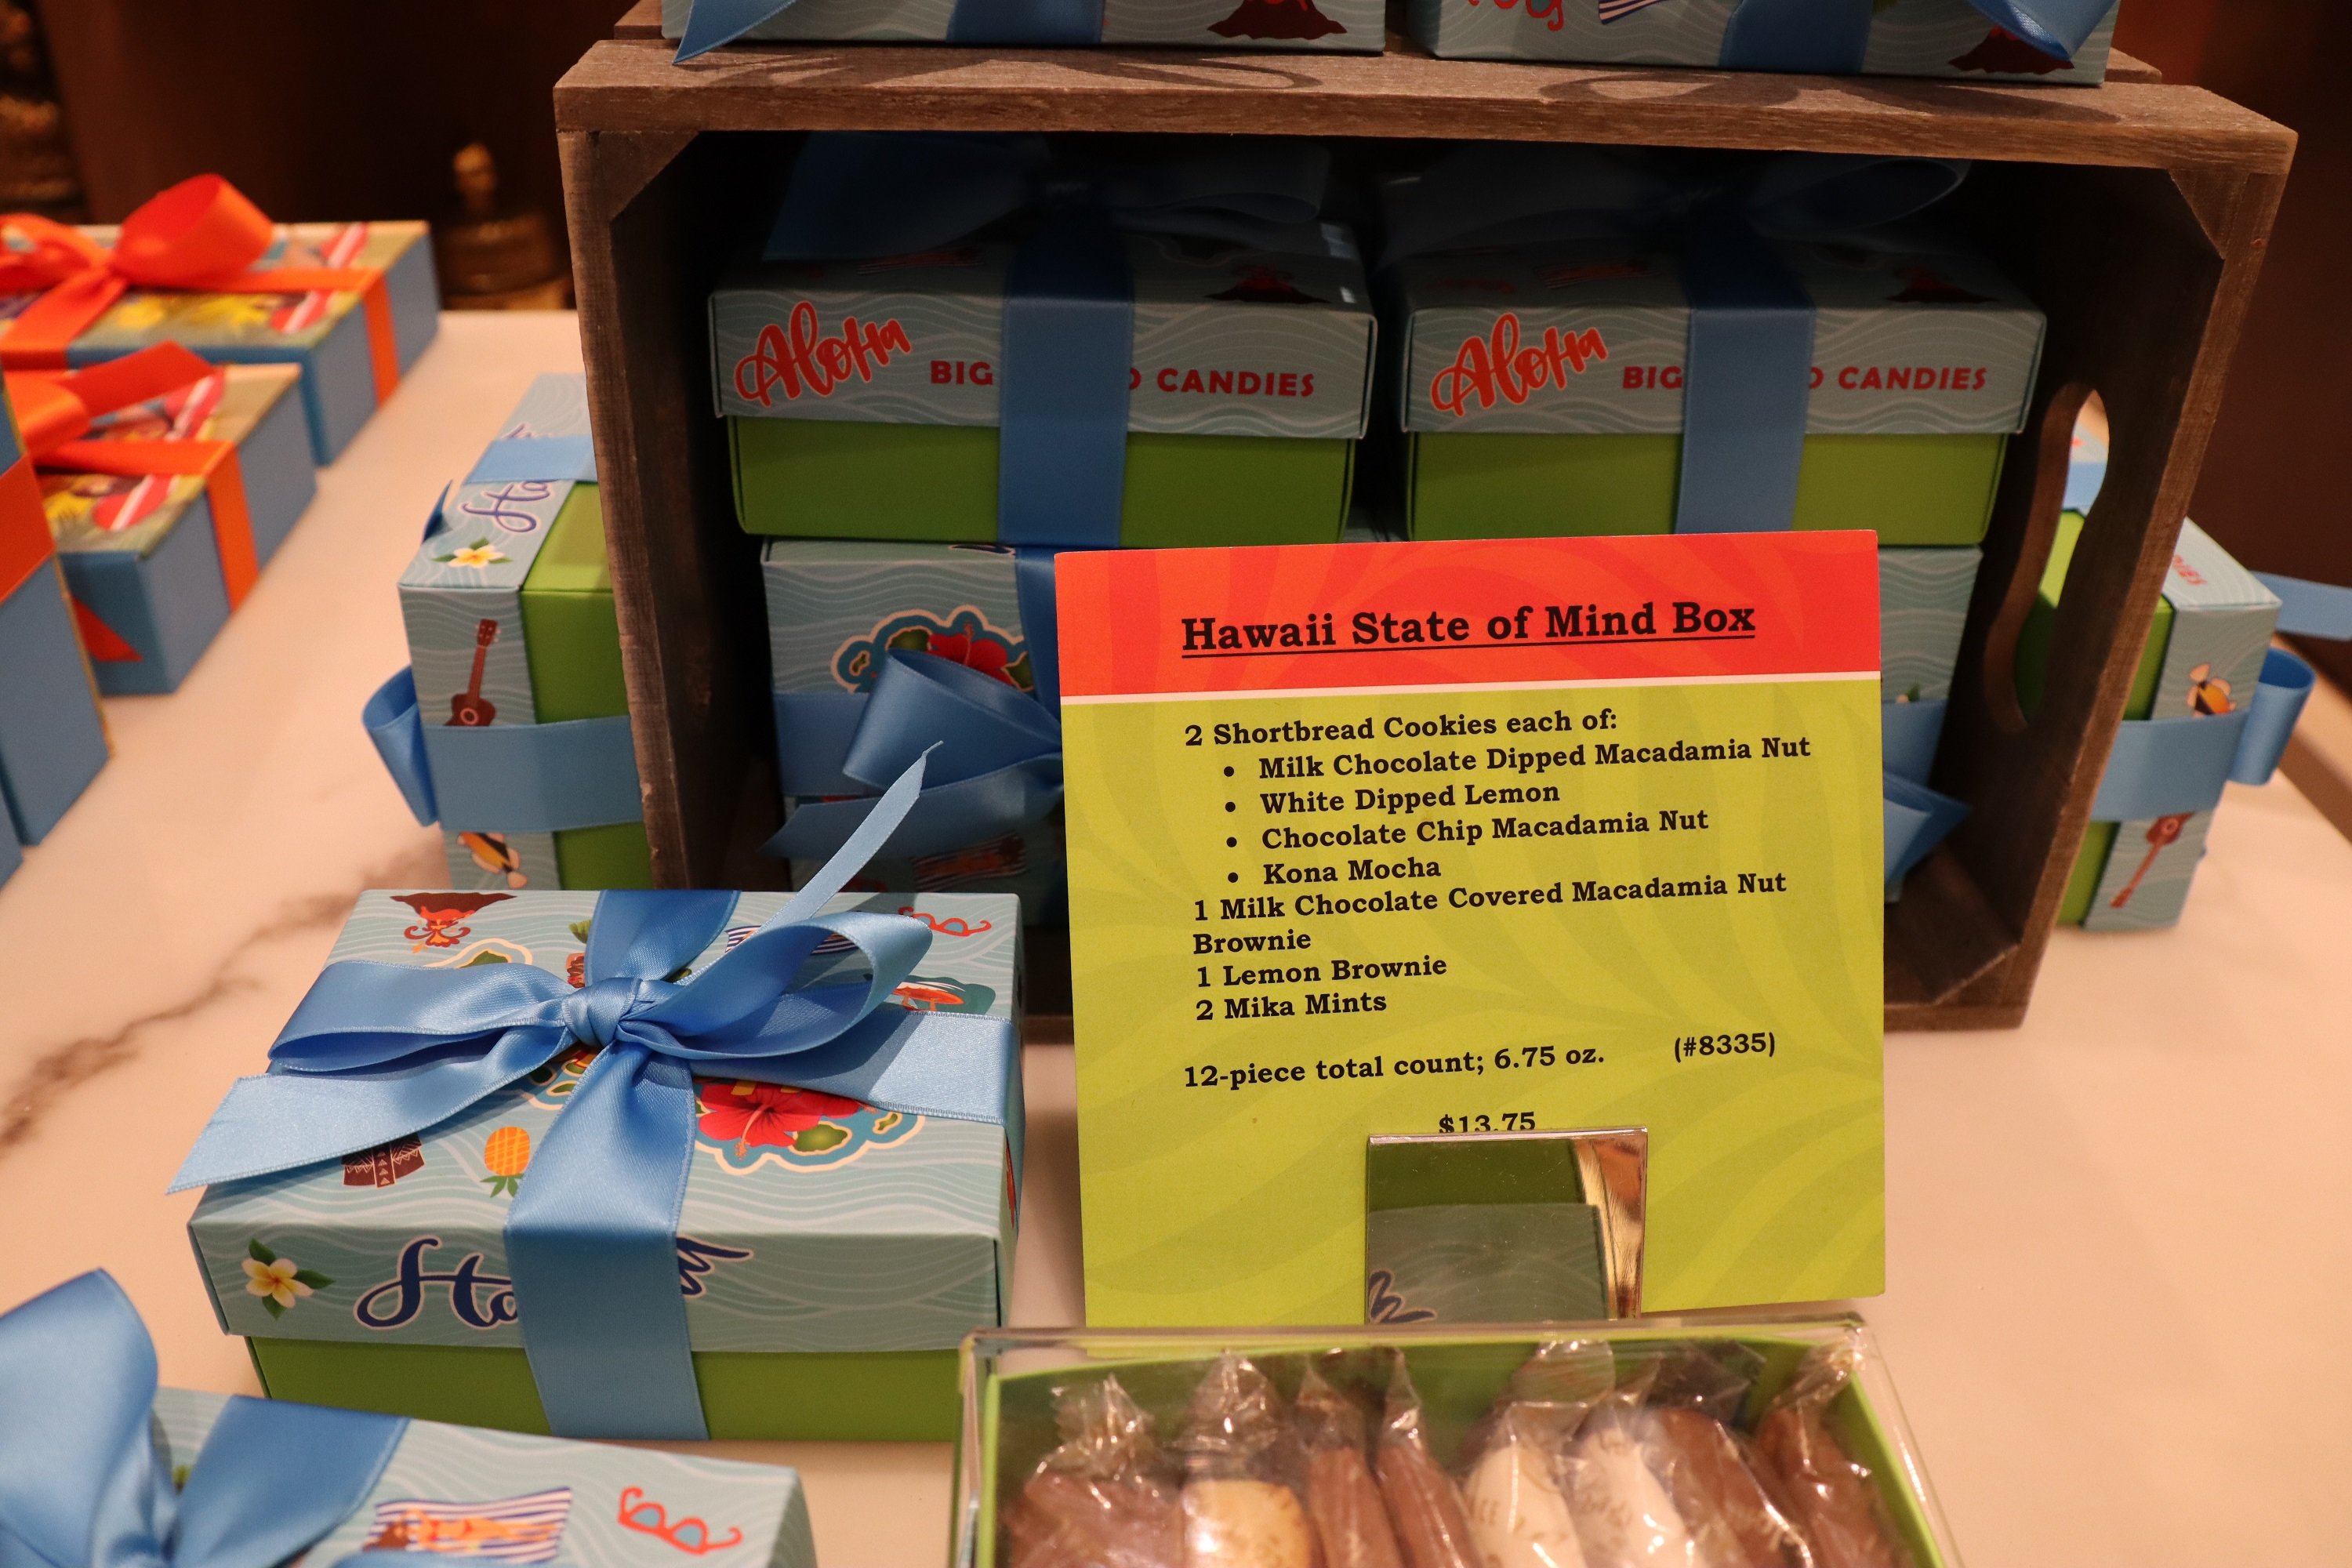 Aloha BIG D CANDIES
Aloha BIG D CANDIES
Hawaii State of Mind Box
2 Shortbread Cookies each of:
• Milk Chocolate Dipped Macadamia Nut
• White Dipped Lemon
• Chocolate Chip Macadamia Nut
• Kona Mocha
1 Milk Chocolate Covered Macadamia Nut
Brownie
1 Lemon Brownie
2 Mika Mints
12-piece total count; 6.75 oz. (#8335)
$13.75